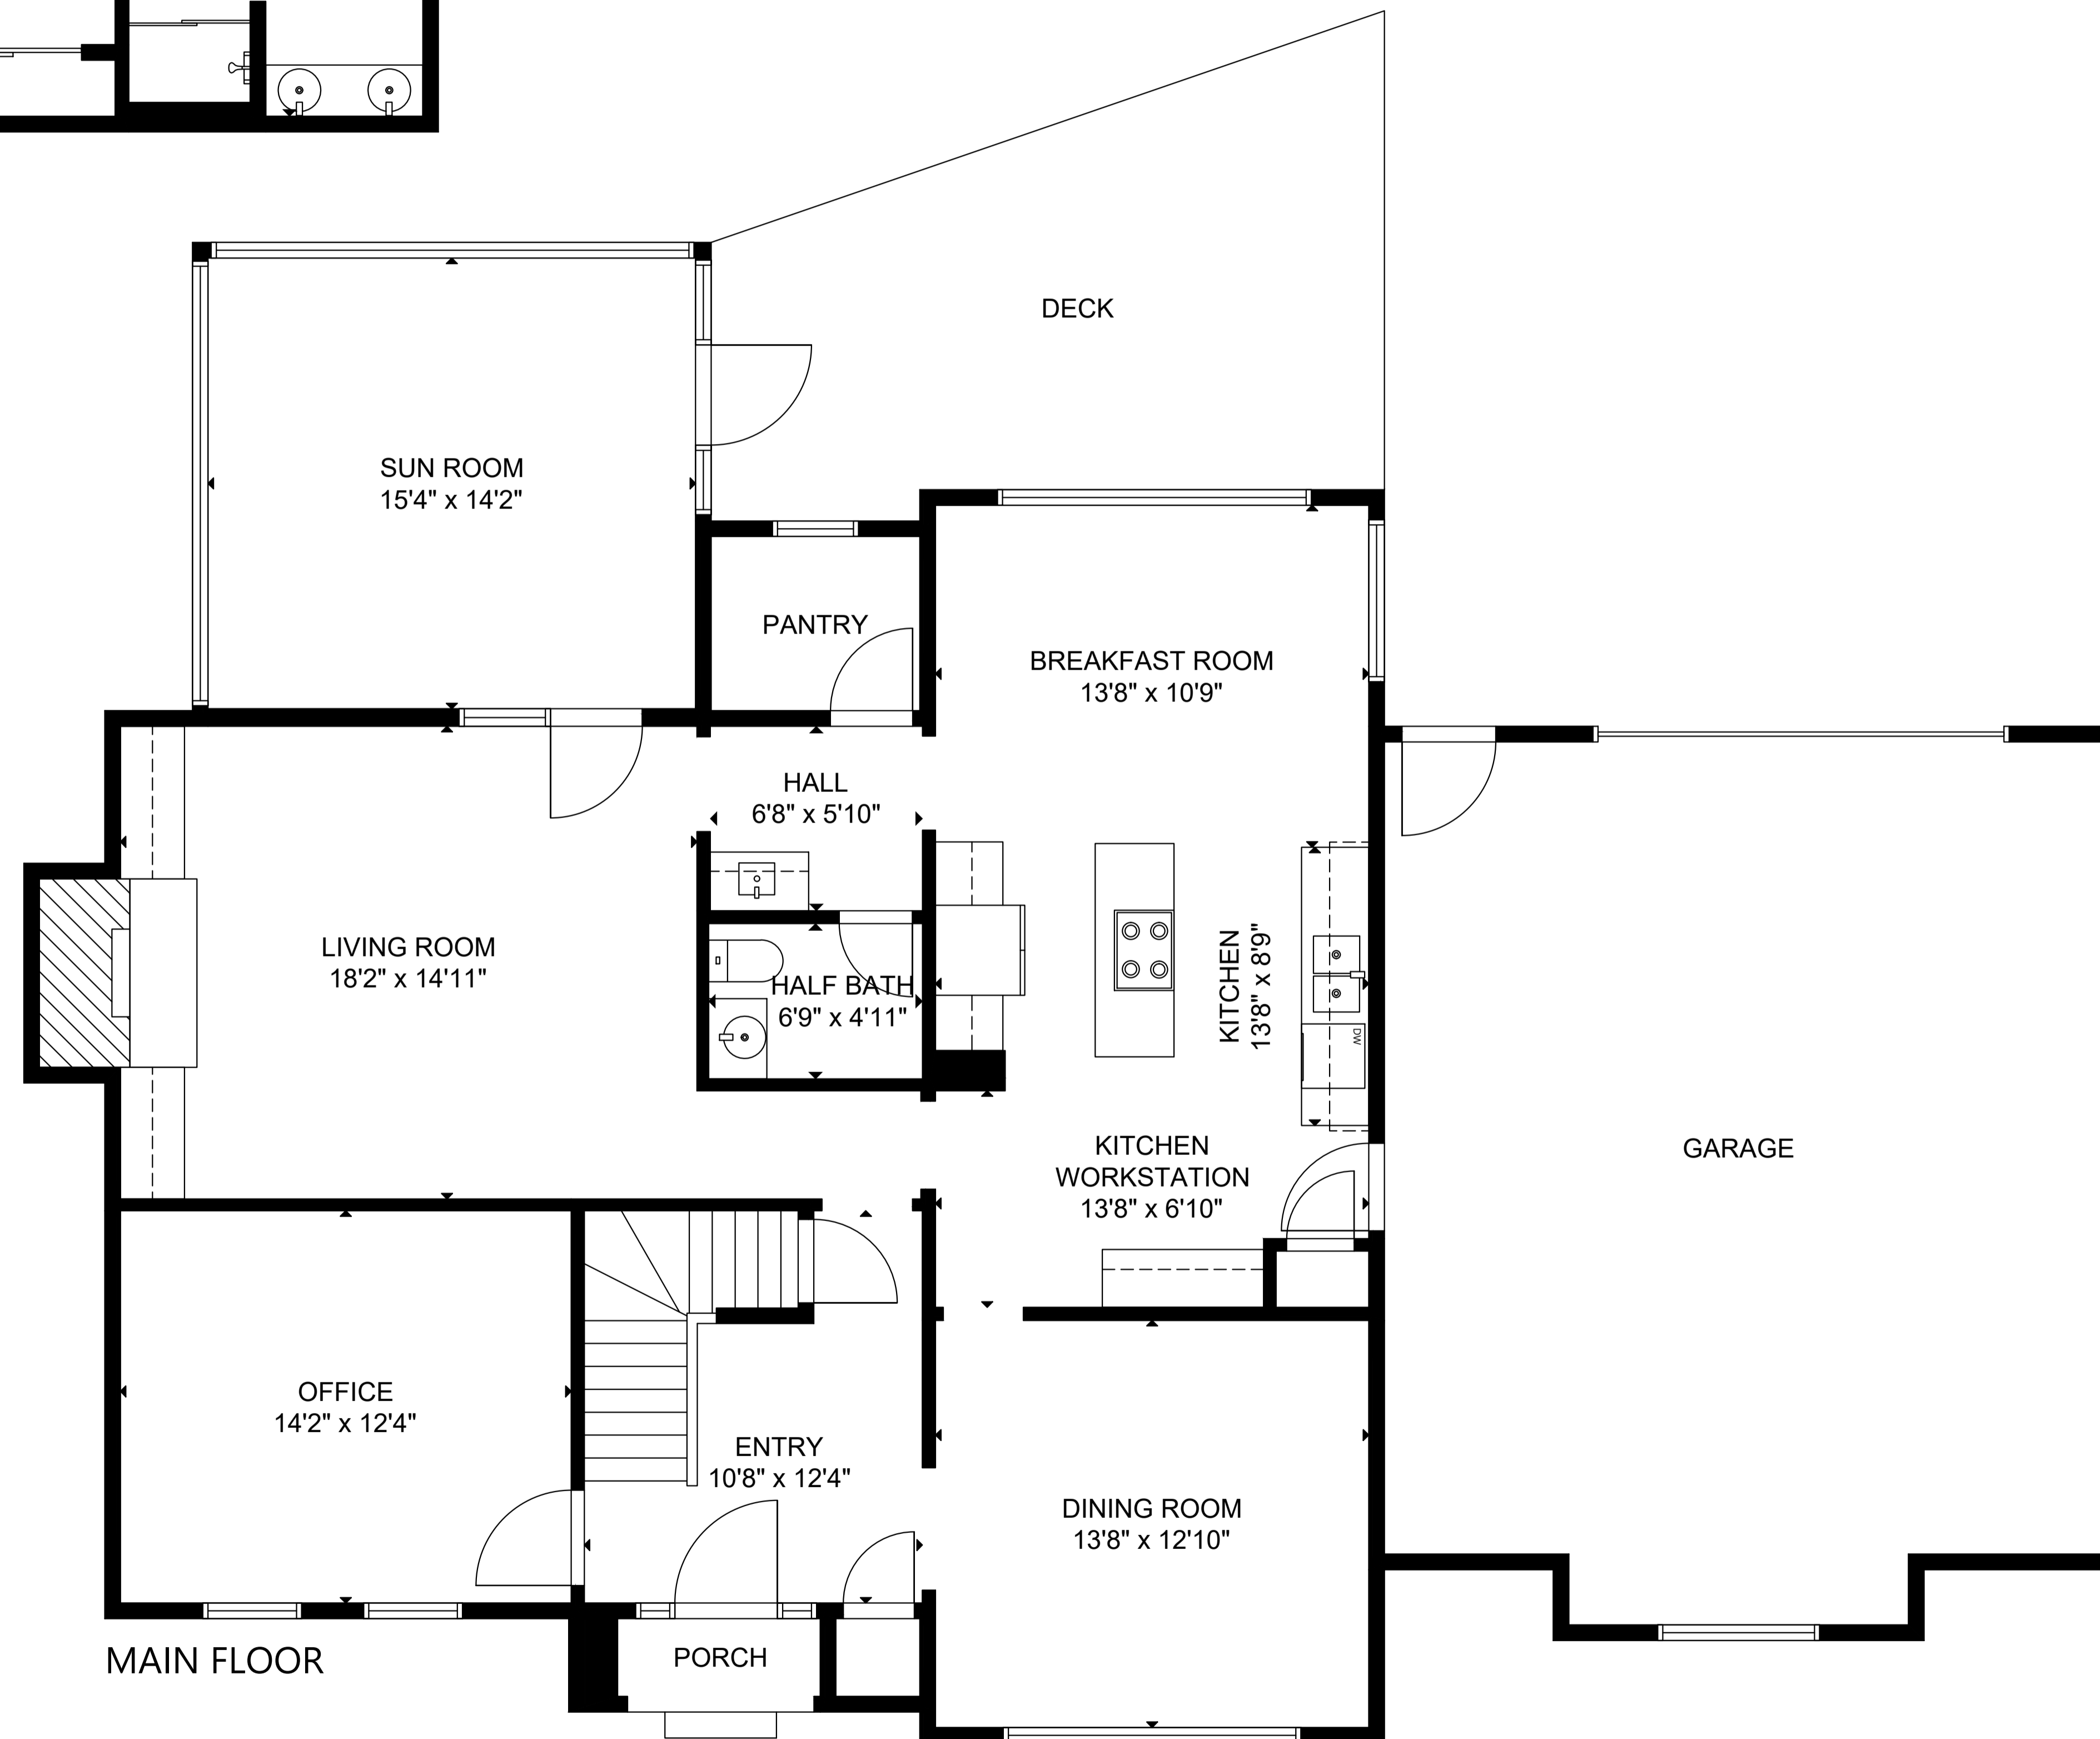 DECK
SUN ROOM
15'4" x 14'2"
PANTRY
BREAKFAST ROOM
13'8" x 10'9"
HALL
6'8" x 5'10"
LIVING ROOM
18'2" x 14'11"
HALF BATH
6'9" x 4'11"
KITCHEN
13'8" x 8'9"
DW
KITCHEN
WORKSTATION
13'8" x 6'10"
GARAGE
OFFICE
14'2" x 12'4"
ENTRY
10'8" x 12'4"
DINING ROOM
13'8" x 12'10"
PORCH
MAIN FLOOR